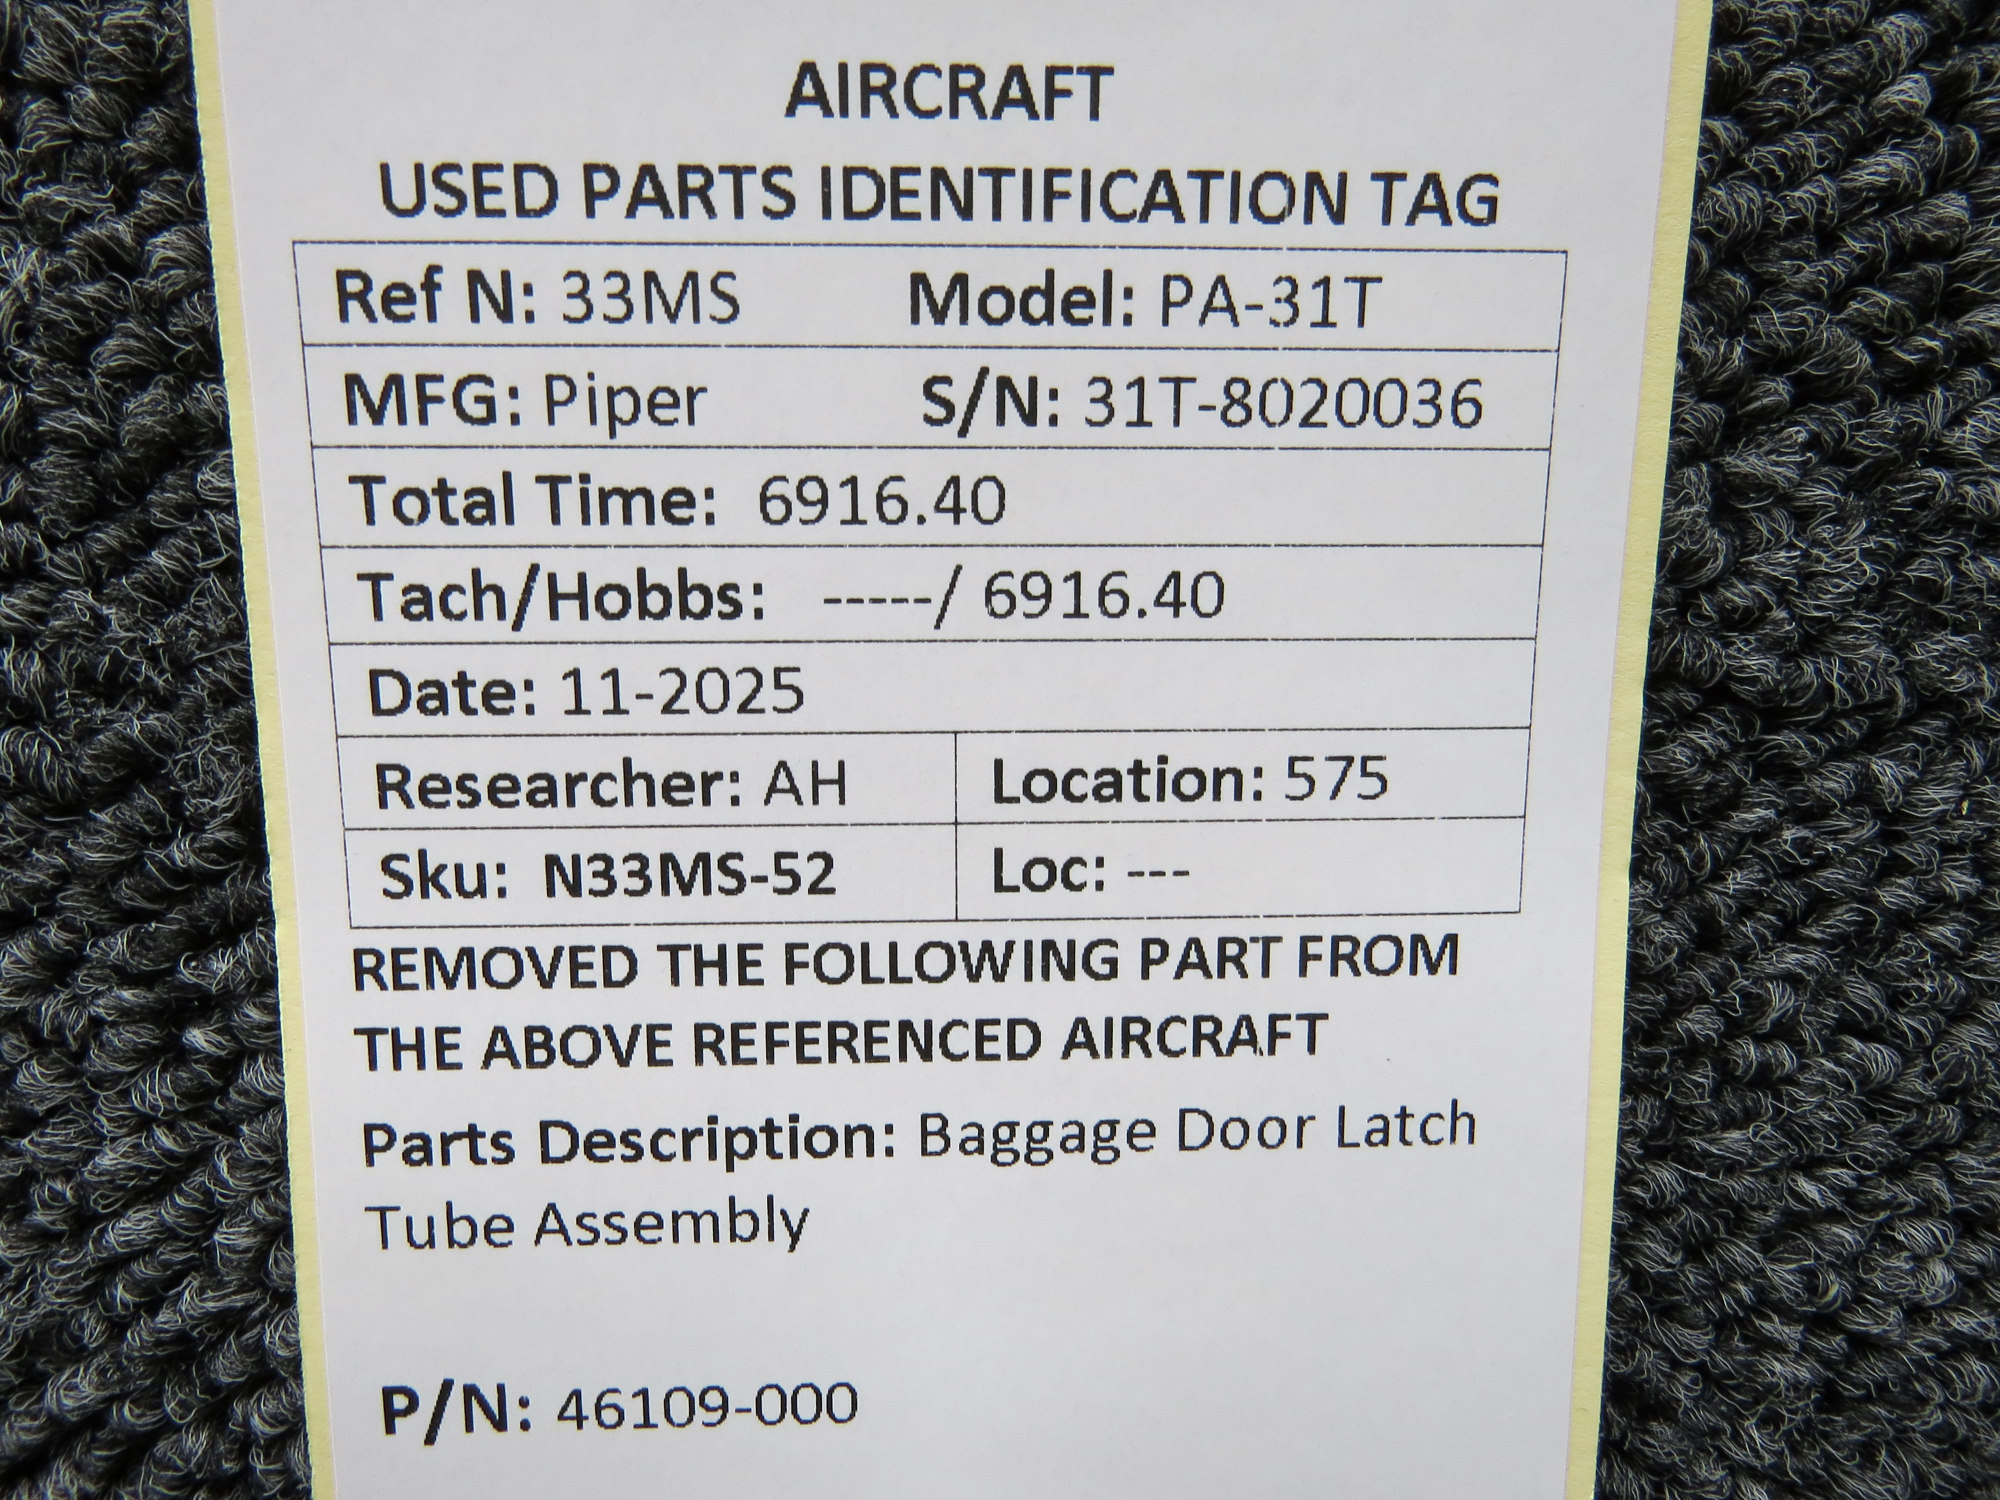 AIRCRAFT
USED PARTS IDENTIFICATION TAG
Ref N: 33MS Model: PA-31T
MFG: Piper S/N: 31T-8020036
Total Time: 6916.40
Tach/Hobbs: -----/ 6916.40
Date: 11-2025
Researcher: AH Location: 575
Sku: N33MS-52 Loc: ---
REMOVED THE FOLLOWING PART FROM
THE ABOVE REFERENCED AIRCRAFT
Parts Description: Baggage Door Latch
Tube Assembly
P/N: 46109-000